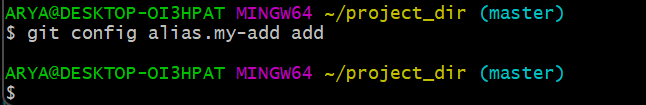 ARYA@DESKTOP-OI3HPAT MINGW64 ~/project_dir (master)
$ git config alias.my-add add
ARYA@DESKTOP-OI3HPAT MINGW64 ~/project_dir (master)
$